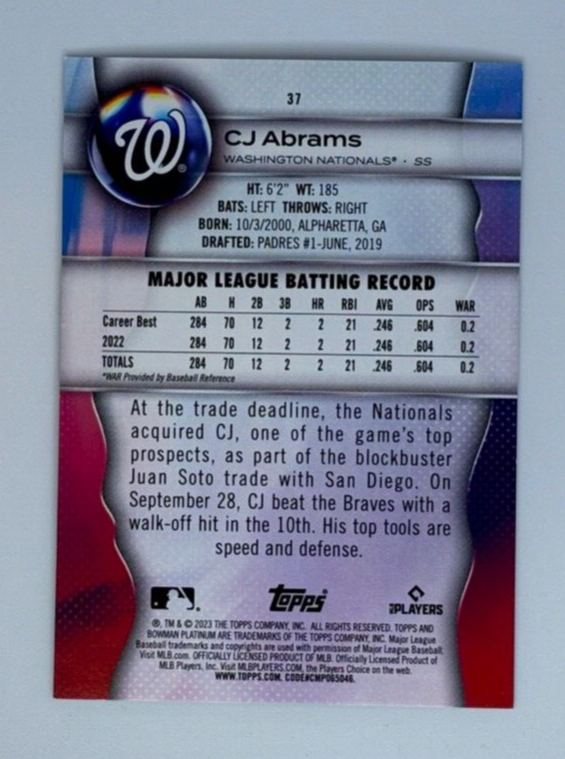 37
W
CJ Abrams
WASHINGTON NATIONALS® - SS
HT: 6'2" WT: 185
BATS: LEFT THROWS: RIGHT
BORN: 10/3/2000, ALPHARETTA, GA
DRAFTED: PADRES #1-JUNE, 2019
MAJOR LEAGUE BATTING RECORD
AB H 2B 3B HR RBI AVG OPS WAR
Career Best 284 70 12 2 2 21 .246 .604 0.2
2022 284 70 12 2 2 21 .246 .604 0.2
TOTALS 284 70 12 2 2 21 .246 .604 0.2
*WAR Provided by Baseball Reference
At the trade deadline, the Nationals
acquired CJ, one of the game's top
prospects, as part of the blockbuster
Juan Soto trade with San Diego. On
September 28, CJ beat the Braves with a
walk-off hit in the 10th. His top tools are
speed and defense.
topps PLAYERS
®, TM & © 2023 THE TOPPS COMPANY, INC. ALL RIGHTS RESERVED. TOPPS AND
BOWMAN PLATINUM ARE TRADEMARKS OF THE TOPPS COMPANY, INC. Major League
Baseball trademarks and copyrights are used with permission of Major League Baseball.
Visit MLB.com. OFFICIALLY LICENSED PRODUCT OF MLB. Officially Licensed Product of
MLB Players, Inc. Visit MLBPLAYERS.COM, the Players Choice on the web.
WWW.TOPPS.COM. CODE#CMP065046.